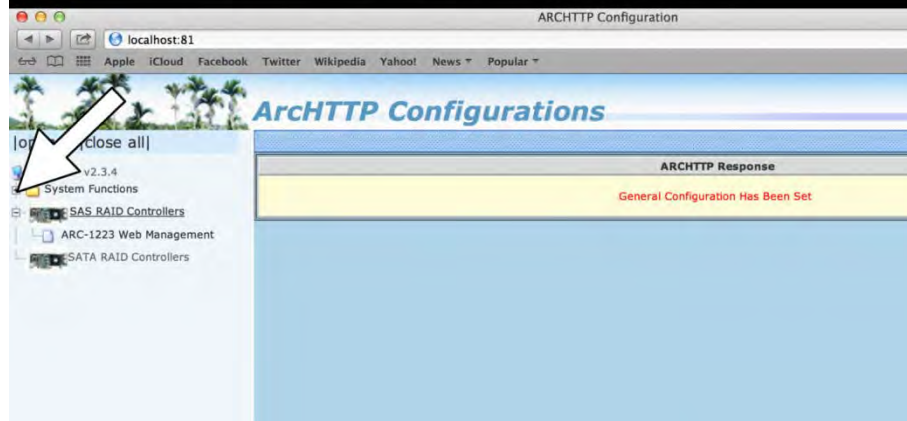 ARCHTTP Configuration
localhost:81
Apple iCloud Facebook Twitter Wikipedia Yahoo! News Popular
ArcHTTP Configurations
close all|
v2.3.4
System Functions
SAS RAID Controllers
ARC-1223 Web Management
SATA RAID Controllers
ARCHTTP Response
General Configuration Has Been Set